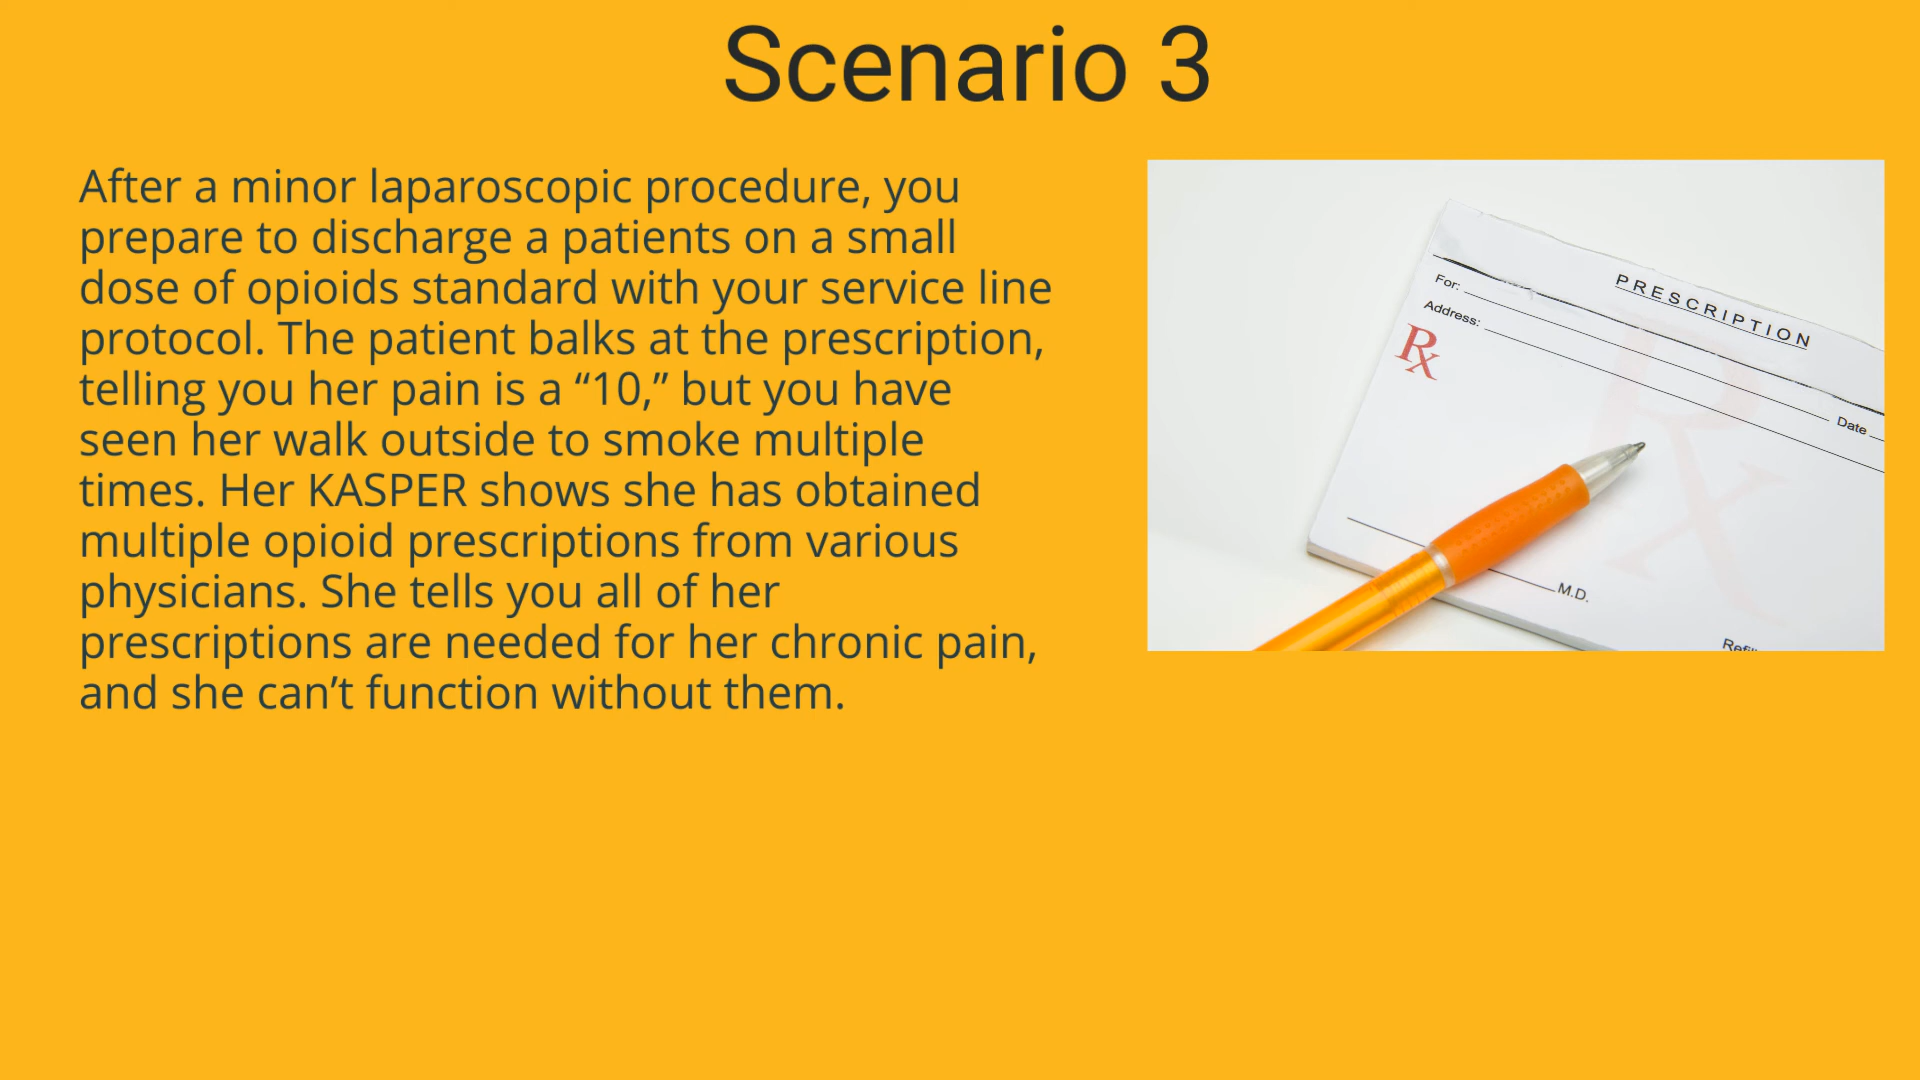 Scenario 3
After a minor laparoscopic procedure, you
prepare to discharge a patients on a small
dose of opioids standard with your service line
protocol. The patient balks at the prescription,
telling you her pain is a “10,” but you have
seen her walk outside to smoke multiple
times. Her KASPER shows she has obtained
multiple opioid prescriptions from various
physicians. She tells you all of her
prescriptions are needed for her chronic pain,
and she can’t function without them.
PRESCRIPTION
For:
Address:
Rx
Date
M.D.